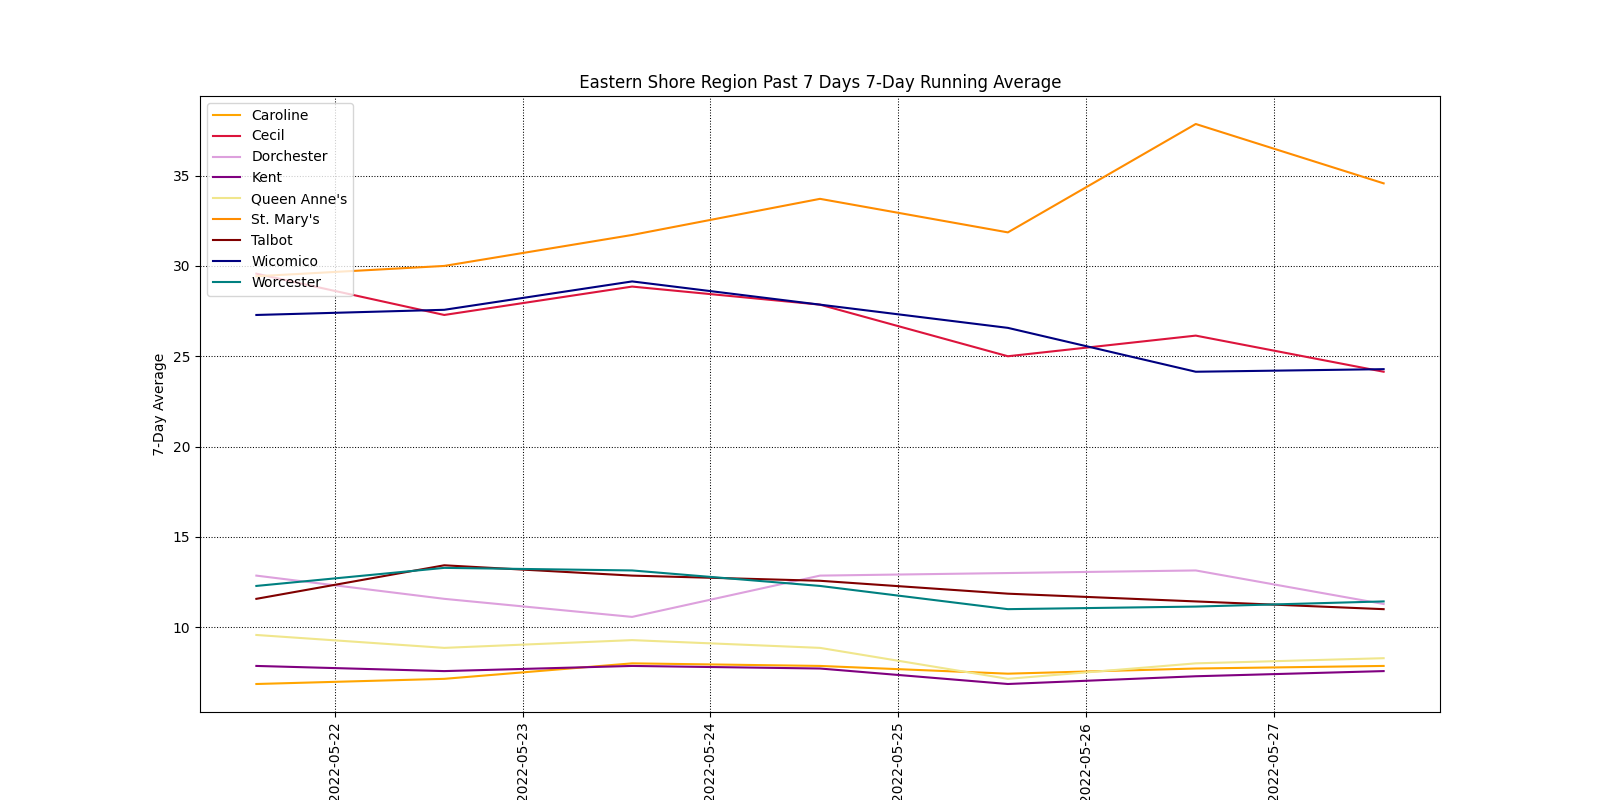 Eastern Shore Region Past 7 Days 7-Day Running Average
Caroline
Cecil
Dorchester
Kent
Queen Anne's
St. Mary's
Talbot
Wicomico
Worcester
35
30
25
20
15
10
7-Day Average
2022-05-22
2022-05-23
2022-05-24
2022-05-25
2022-05-26
2022-05-27